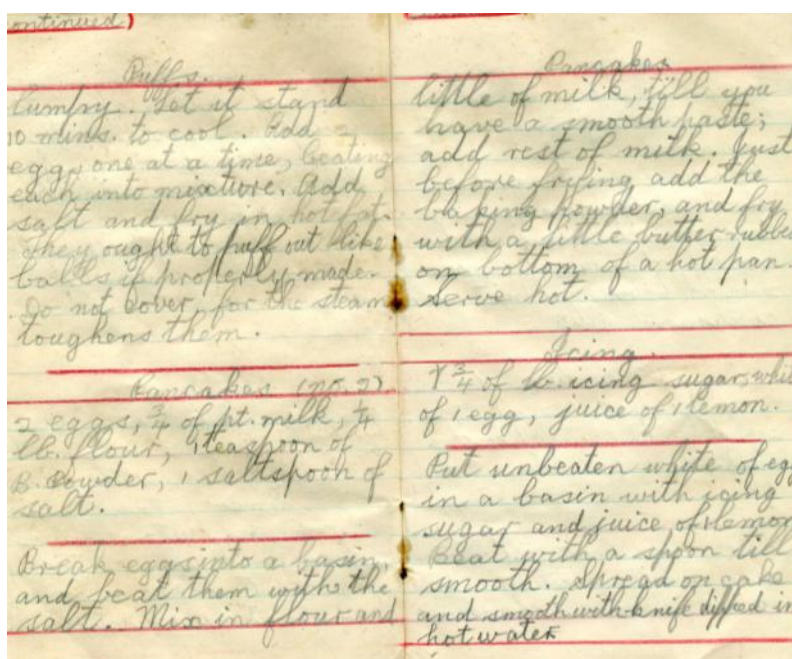 ontinued)
Puffs.
lumpy. Let it stand
10 mins. to cool. Add 2
eggs, one at a time, beating
each into mixture. Add
salt and fry in hot fat.
They ought to puff out like
balls if properly made.
Do not cover, for the steam
toughens them.
Pancakes (no. 2)
2 eggs, 3/4 of pt. milk, 1/4
lb. flour, 1 teaspoon of
B. Powder, 1 saltspoon of
salt.
Break eggs into a basin,
and beat them with the
salt. Mix in flour and
Pancakes
little of milk, till you
have a smooth paste;
add rest of milk. Just
before frying add the
baking powder, and fry
with a little butter rubbed
on bottom of a hot pan.
Serve hot.
Icing.
3/4 of lb. icing sugar, white
of 1 egg, juice of 1 lemon.
Put unbeaten white of egg
in a basin with icing
sugar and juice of 1 lemon
Beat with a spoon till
smooth. Spread on cake
and smooth with knife dipped in
hot water